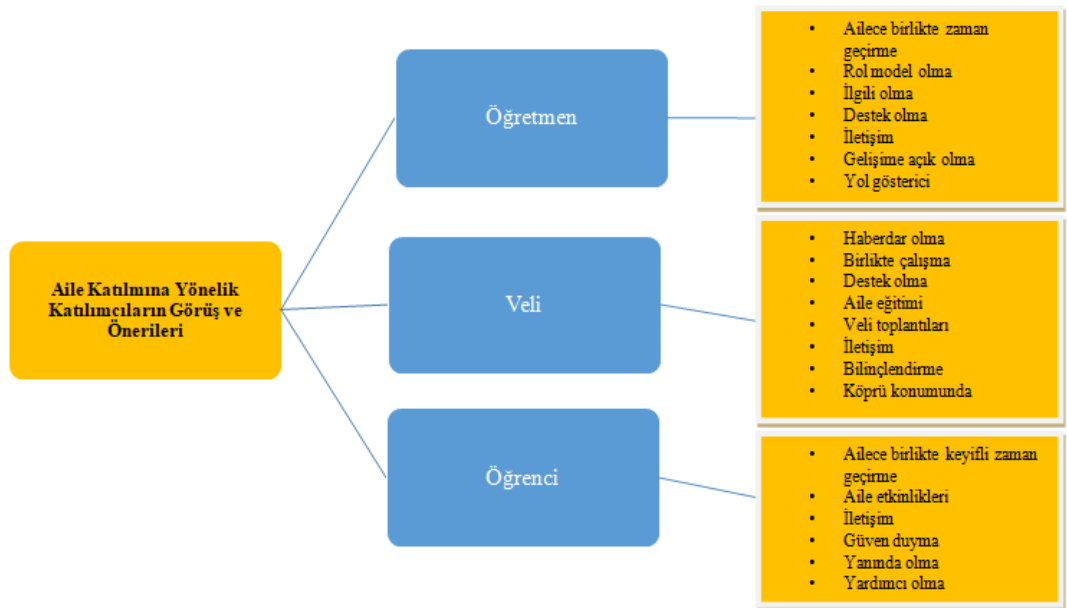 Aile Katılmına Yönelik
Katılımcıların Görüş ve
Önerileri
Öğretmen
• Ailece birlikte zaman
geçirme
• Rol model olma
• İlgili olma
• Destek olma
• İletişim
• Gelişime açık olma
• Yol gösterici
Veli
• Haberdar olma
• Birlikte çalışma
• Destek olma
• Aile eğitimi
• Veli toplantıları
• İletişim
• Bilinçlendirme
• Köprü konumunda
Öğrenci
• Ailece birlikte keyifli zaman
geçirme
• Aile etkinlikleri
• İletişim
• Güven duyma
• Yanında olma
• Yardımcı olma